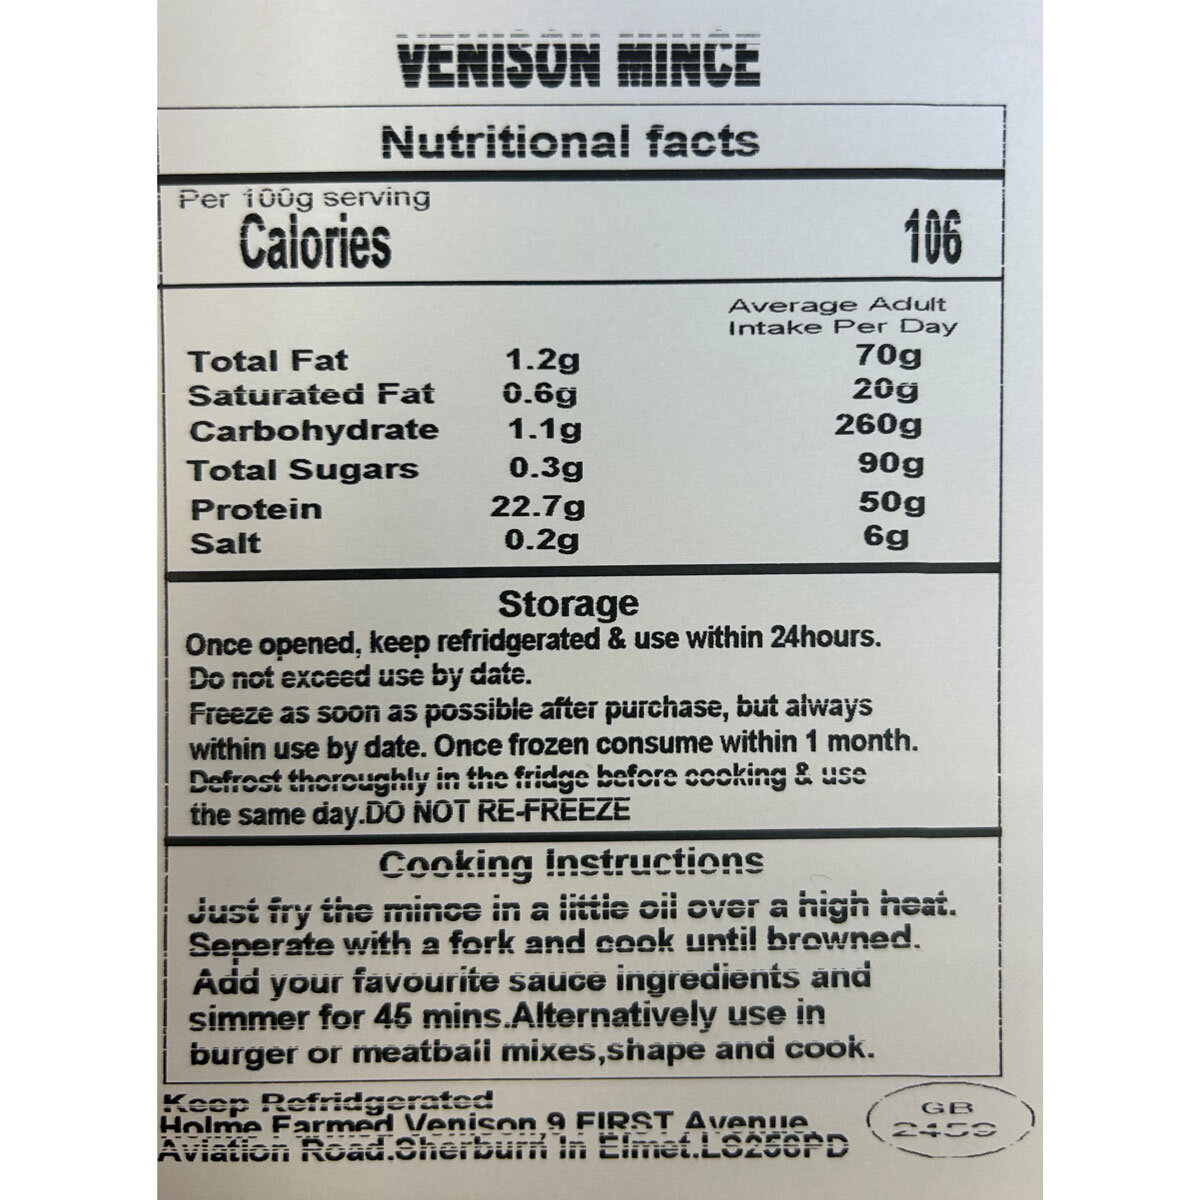 VENISON MINCE
Nutritional facts
Per 100g serving
Calories 106
Average Adult
Intake Per Day
Total Fat 1.2g 70g
Saturated Fat 0.6g 20g
Carbohydrate 1.1g 260g
Total Sugars 0.3g 90g
Protein 22.7g 50g
Salt 0.2g 6g
Storage
Once opened, keep refridgerated & use within 24hours.
Do not exceed use by date.
Freeze as soon as possible after purchase, but always
within use by date. Once frozen consume within 1 month.
Defrost thoroughly in the fridge before cooking & use
the same day.DO NOT RE-FREEZE
Cooking Instructions
Just fry the mince in a little oil over a high heat.
Seperate with a fork and cook until browned.
Add your favourite sauce ingredients and
simmer for 45 mins.Alternatively use in
burger or meatball mixes,shape and cook.
Keep Refridgerated
Holme Farmed Venison,9 FIRST Avenue,
Aviation Road.Sherburn In Elmet.LS256PD
GB